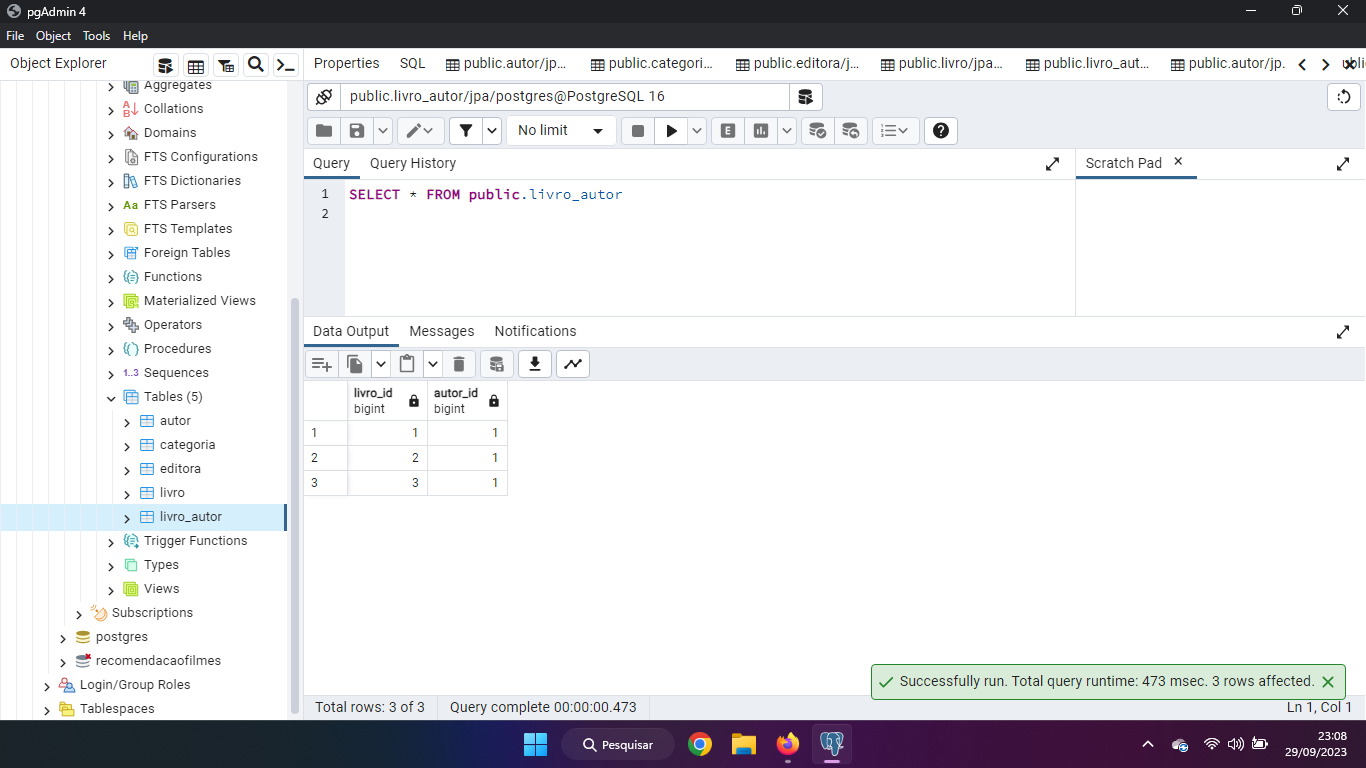 pgAdmin 4
File Object Tools Help
Object Explorer
Properties SQL public.autor/jp... public.categori... public.editora/j... public.livro/jpa... public.livro_aut... public.autor/jp.
Aggregates
Collations
Domains
FTS Configurations
FTS Dictionaries
Aa FTS Parsers
FTS Templates
Foreign Tables
Functions
Materialized Views
Operators
Procedures
1..3 Sequences
Tables (5)
autor
categoria
editora
livro
livro_autor
Trigger Functions
Types
Views
Subscriptions
postgres
recomendacaofilmes
Login/Group Roles
Tablespaces
public.livro_autor/jpa/postgres@PostgreSQL 16
No limit
E
Query Query History
Scratch Pad
1 SELECT * FROM public.livro_autor
2
Data Output Messages Notifications
livro_id autor_id
bigint bigint
1 1 1
2 2 1
3 3 1
Successfully run. Total query runtime: 473 msec. 3 rows affected.
Total rows: 3 of 3 Query complete 00:00:00.473 Ln 1, Col 1
Pesquisar
23:08
29/09/2023